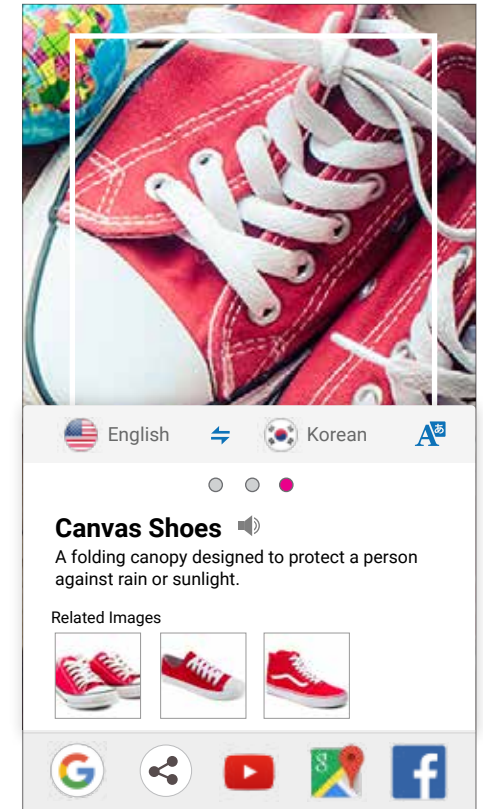 English
Korean
Canvas Shoes
A folding canopy designed to protect a person
against rain or sunlight.
Related Images